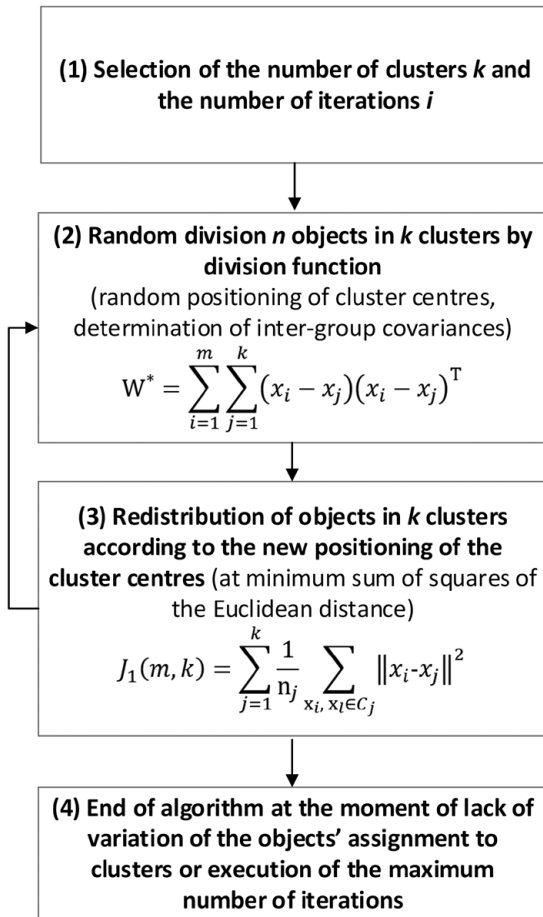 (1) Selection of the number of clusters k and
the number of iterations i
(2) Random division n objects in k clusters by
division function
(random positioning of cluster centres,
determination of inter-group covariances)
W* = ∑_{i=1}^{m} ∑_{j=1}^{k} (x_i − x_j)(x_i − x_j)^T
(3) Redistribution of objects in k clusters
according to the new positioning of the
cluster centres (at minimum sum of squares of
the Euclidean distance)
J_1(m, k) = ∑_{j=1}^{k} 1/n_j ∑_{x_i, x_l∈C_j} ‖x_i-x_j‖^2
(4) End of algorithm at the moment of lack of
variation of the objects’ assignment to
clusters or execution of the maximum
number of iterations